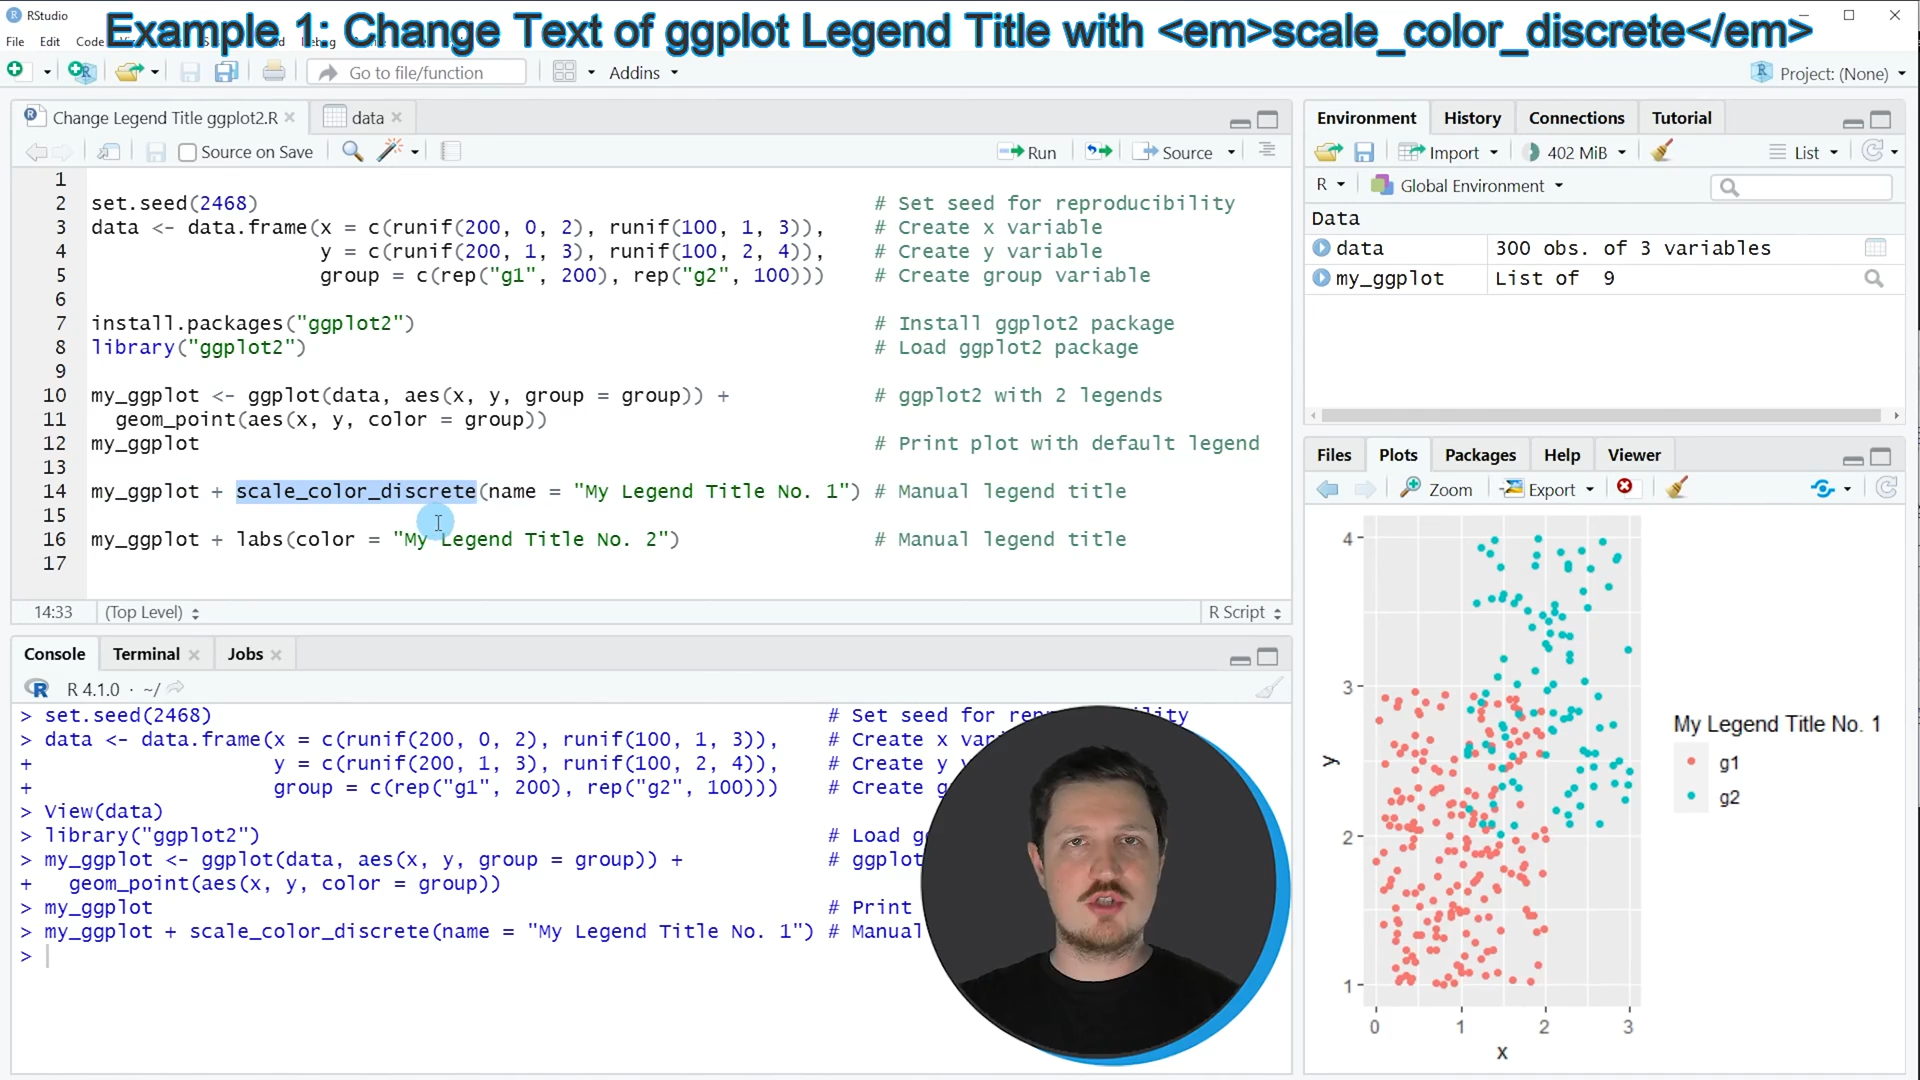 RStudio
Example 1: Change Text of ggplot Legend Title with <em>scale_color_discrete</em>
File Edit Code
Go to file/function Addins Project: (None)
Change Legend Title ggplot2.R data
Source on Save Run Source
1
2 set.seed(2468) # Set seed for reproducibility
3 data <- data.frame(x = c(runif(200, 0, 2), runif(100, 1, 3)), # Create x variable
4 y = c(runif(200, 1, 3), runif(100, 2, 4)), # Create y variable
5 group = c(rep("g1", 200), rep("g2", 100))) # Create group variable
6
7 install.packages("ggplot2") # Install ggplot2 package
8 library("ggplot2") # Load ggplot2 package
9
10 my_ggplot <- ggplot(data, aes(x, y, group = group)) + # ggplot2 with 2 legends
11 geom_point(aes(x, y, color = group))
12 my_ggplot # Print plot with default legend
13
14 my_ggplot + scale_color_discrete(name = "My Legend Title No. 1") # Manual legend title
15
16 my_ggplot + labs(color = "My Legend Title No. 2") # Manual legend title
17
14:33 (Top Level) R Script
Console Terminal Jobs
R 4.1.0 · ~/
> set.seed(2468) # Set seed for reproducibility
> data <- data.frame(x = c(runif(200, 0, 2), runif(100, 1, 3)), # Create x var
+ y = c(runif(200, 1, 3), runif(100, 2, 4)), # Create y v
+ group = c(rep("g1", 200), rep("g2", 100))) # Create g
> View(data)
> library("ggplot2") # Load g
> my_ggplot <- ggplot(data, aes(x, y, group = group)) + # ggplot
+ geom_point(aes(x, y, color = group))
> my_ggplot # Print
> my_ggplot + scale_color_discrete(name = "My Legend Title No. 1") # Manual
>
Environment History Connections Tutorial
Import 402 MiB List
R Global Environment
Data
data 300 obs. of 3 variables
my_ggplot List of 9
Files Plots Packages Help Viewer
Zoom Export
4
3
2
1
y
0 1 2 3
x
My Legend Title No. 1
g1
g2